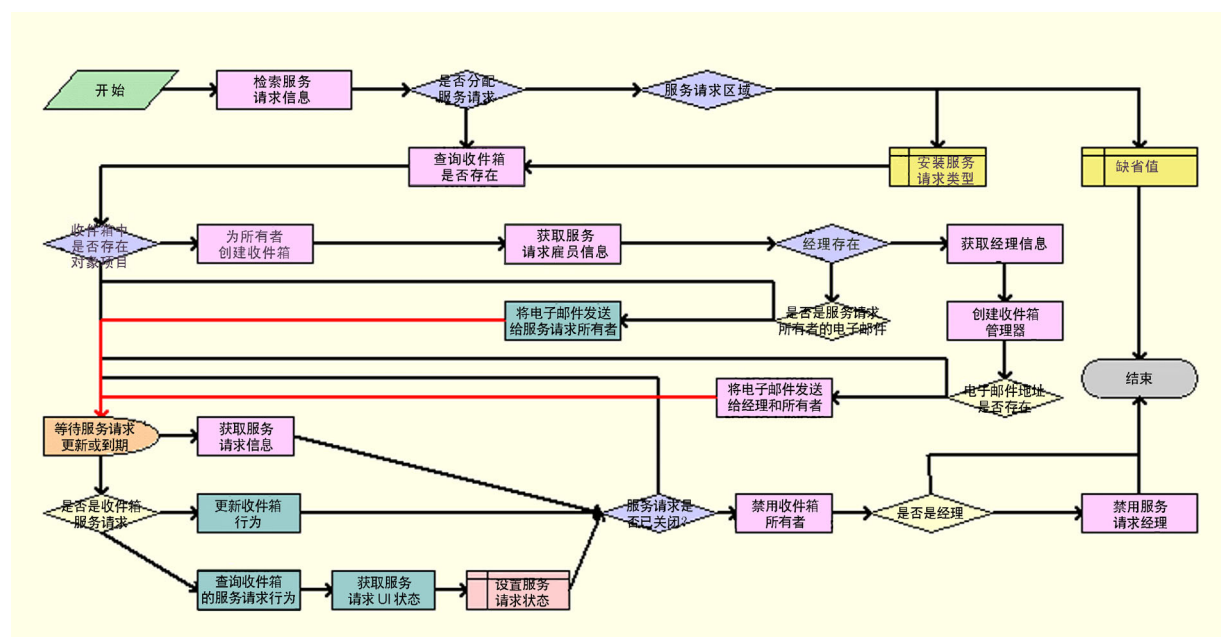 开始
检索服务
请求信息
是否分配
服务请求
服务请求区域
查询收件箱
是否存在
安装服务
请求类型
缺省值
收件箱中
是否存在
对象项目
为所有者
创建收件箱
获取服务
请求雇员信息
经理存在
获取经理信息
将电子邮件发送
给服务请求所有者
是否是服务请求
所有者的电子邮件
创建收件箱
管理器
结束
将电子邮件发送
给经理和所有者
电子邮件地址
是否存在
等待服务请求
更新或到期
获取服务
请求信息
是否是收件箱
服务请求
更新收件箱
行为
服务请求是
否已关闭?
禁用收件箱
所有者
是否是经理
禁用服务
请求经理
查询收件箱
的服务请求行为
获取服务
请求 UI 状态
设置服务
请求状态